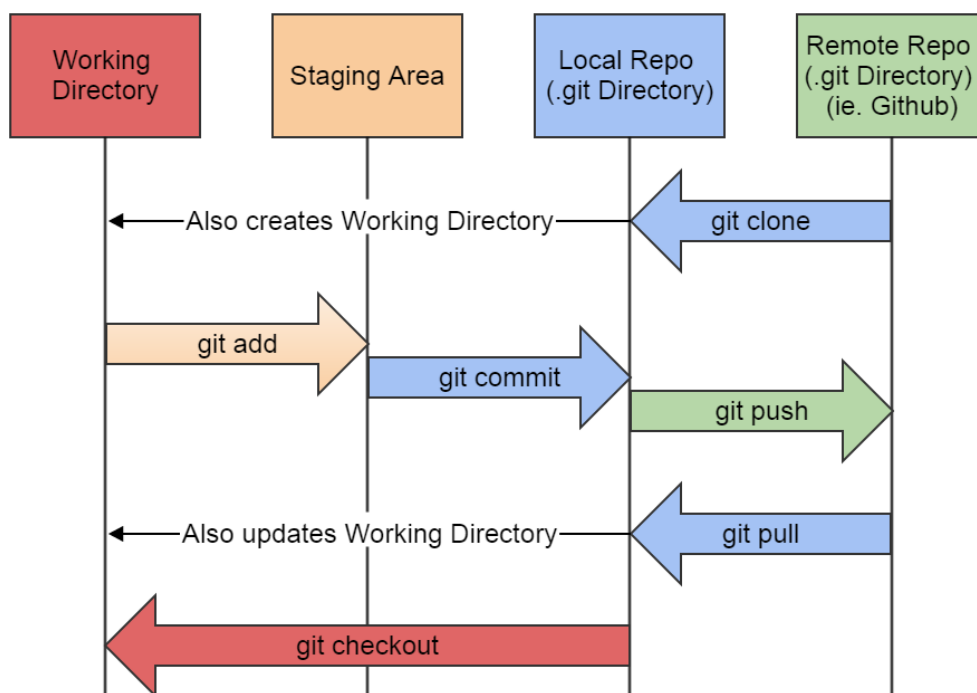 Working
Directory
Staging Area
Local Repo
(.git Directory)
Remote Repo
(.git Directory)
(ie. Github)
Also creates Working Directory
git clone
git add
git commit
git push
Also updates Working Directory
git pull
git checkout